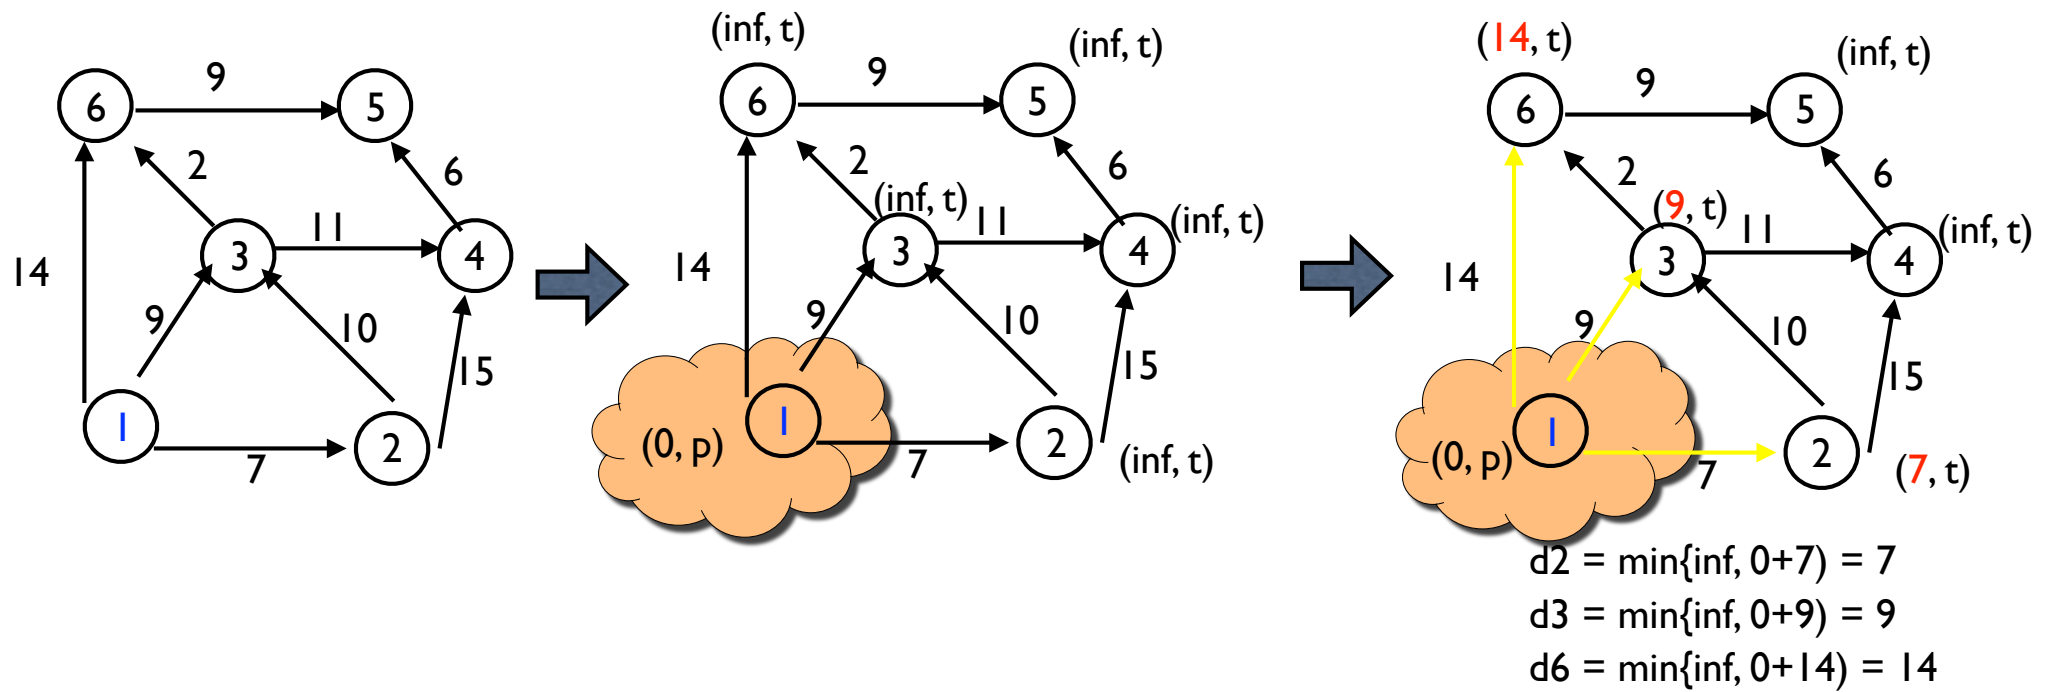 6 9 5
2 6
14 3 11 4
9 10 15
1 7 2
(inf, t) (inf, t)
6 9 5
2 6
(inf, t) 11 (inf, t)
14 3 4
9 10 15
(0, p) 1 7 2 (inf, t)
(14, t) (inf, t)
6 9 5
2 6
(9, t) 11 (inf, t)
14 3 4
9 10 15
(0, p) 1 7 2 (7, t)
d2 = min{inf, 0+7) = 7
d3 = min{inf, 0+9) = 9
d6 = min{inf, 0+14) = 14